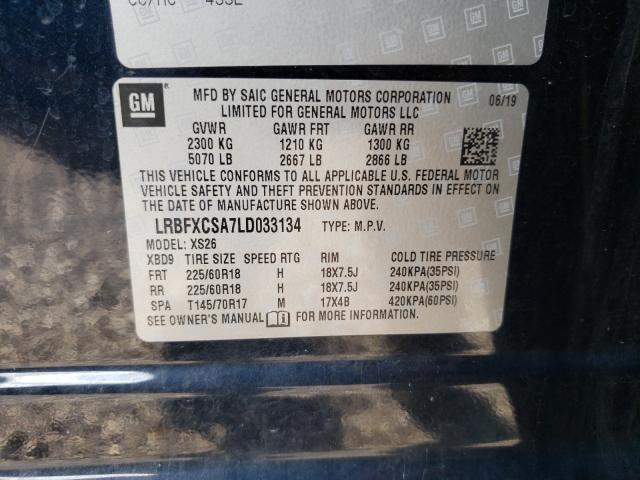 GM
MFD BY SAIC GENERAL MOTORS CORPORATION 06/19
LIMITED FOR GENERAL MOTORS LLC
GVWR GAWR FRT GAWR RR
2300 KG 1210 KG 1300 KG
5070 LB 2667 LB 2866 LB
THIS VEHICLE CONFORMS TO ALL APPLICABLE U.S. FEDERAL MOTOR
VEHICLE SAFETY AND THEFT PREVENTION STANDARDS IN EFFECT ON
THE DATE OF MANUFACTURE SHOWN ABOVE.
LRBFXCSA7LD033134 TYPE: M.P.V.
MODEL: XS26
XBD9 TIRE SIZE SPEED RTG RIM COLD TIRE PRESSURE
FRT 225/60R18 H 18X7.5J 240KPA(35PSI)
RR 225/60R18 H 18X7.5J 240KPA(35PSI)
SPA T145/70R17 M 17X4B 420KPA(60PSI)
SEE OWNER'S MANUAL FOR MORE INFORMATION.